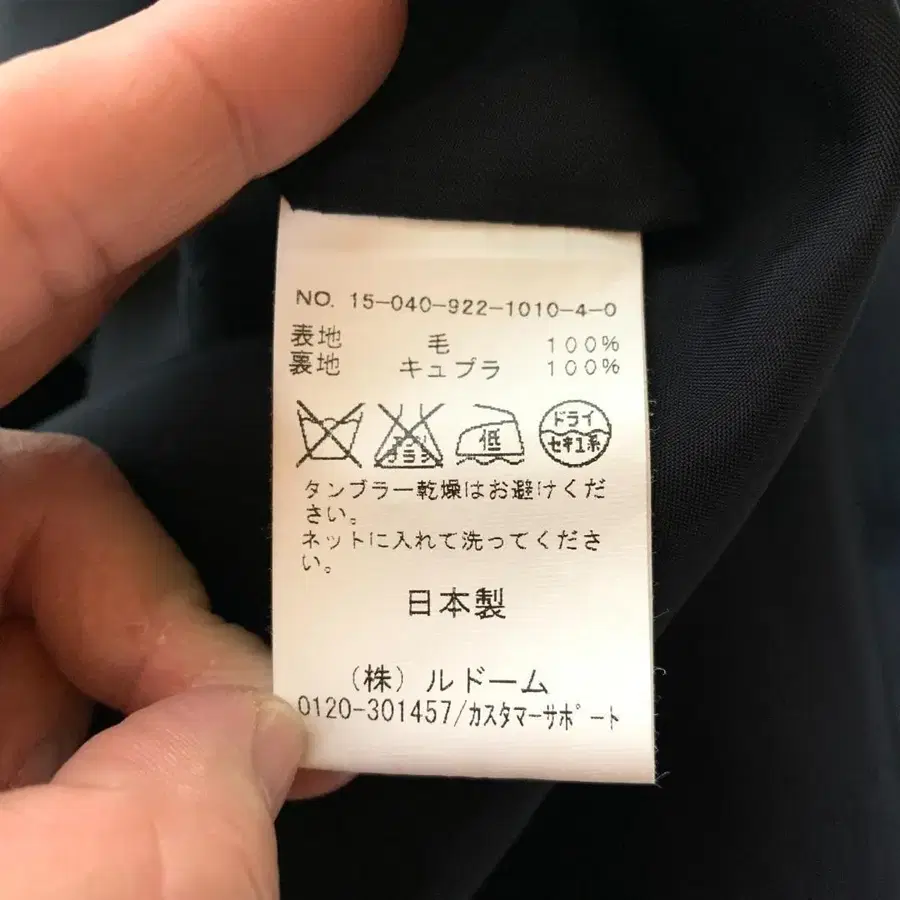 NO. 15-040-922-1010-4-0
表地 毛 100%
裏地 キュプラ 100%
低
ドライ
セキユ系
タンブラー乾燥はお避けくだ
さい。
ネットに入れて洗ってくださ
い。
日本製
(株)ルドーム
0120-301457/カスタマーサポート